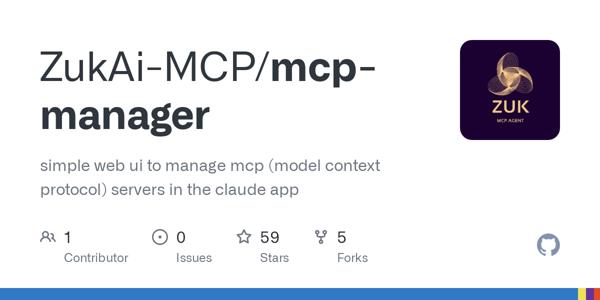 ZukAi-MCP/mcp-
manager
simple web ui to manage mcp (model context
protocol) servers in the claude app
ZUK
MCP AGENT
1
Contributor
0
Issues
59
Stars
5
Forks